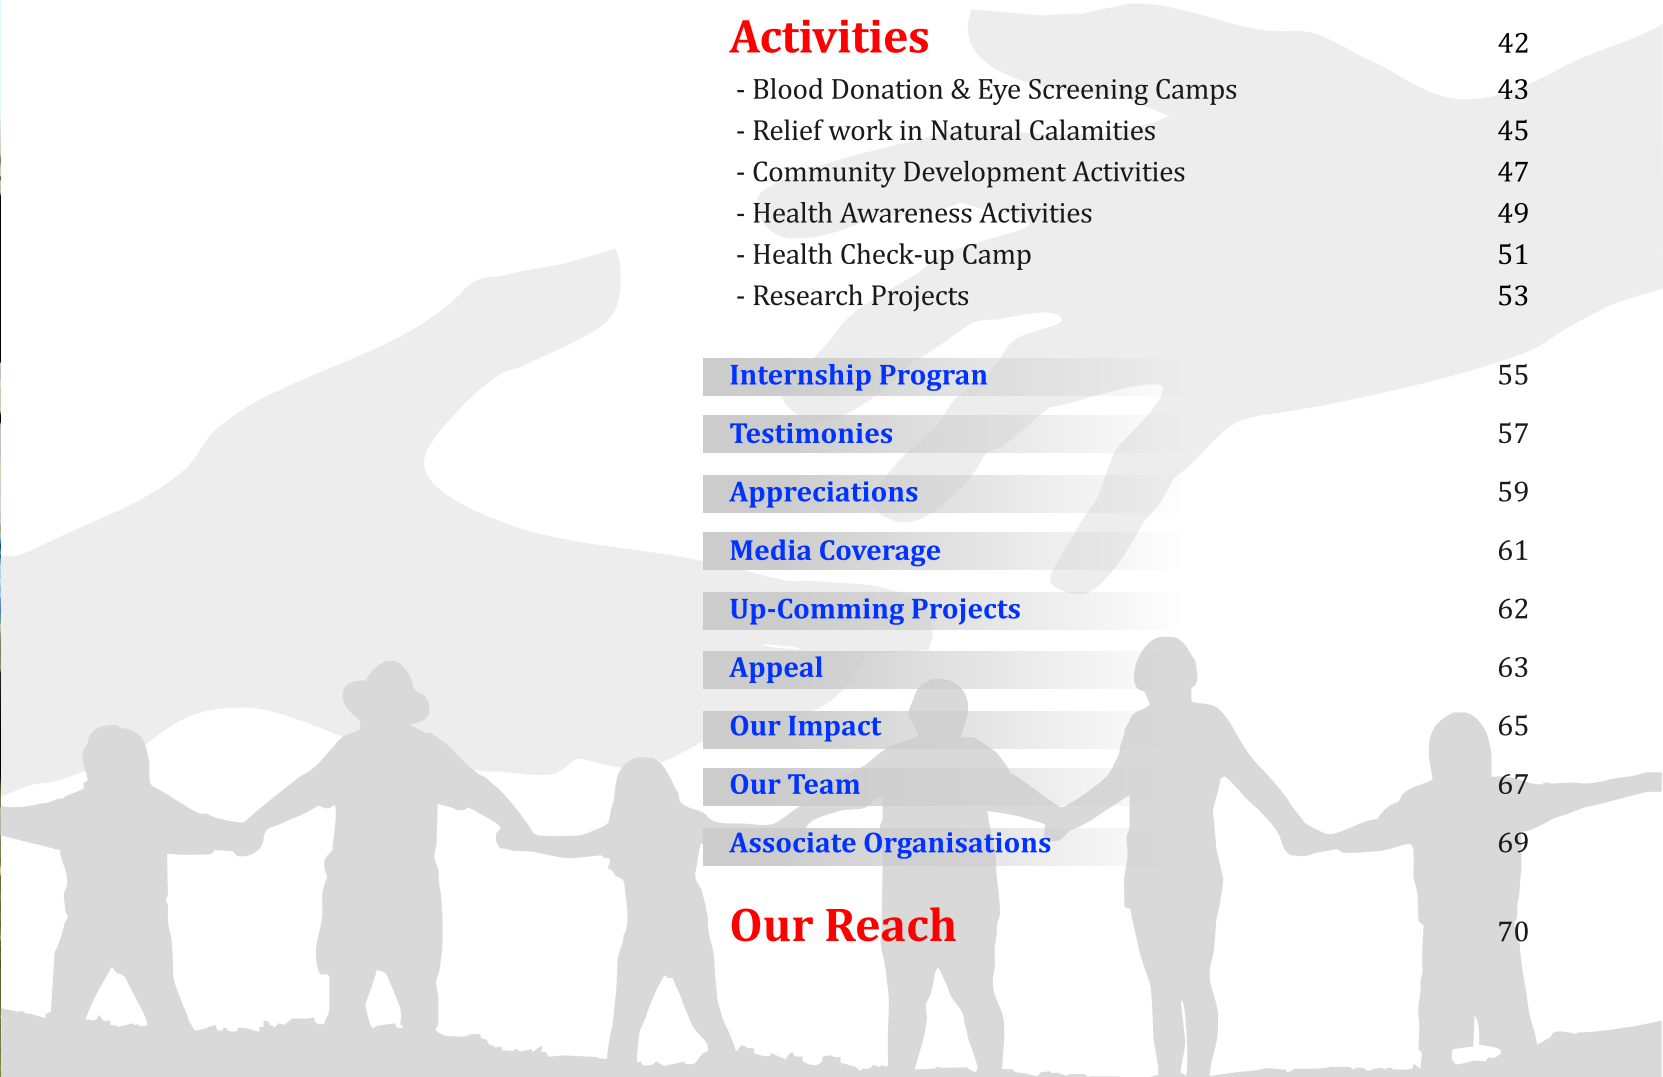 Activities 42
- Blood Donation & Eye Screening Camps 43
- Relief work in Natural Calamities 45
- Community Development Activities 47
- Health Awareness Activities 49
- Health Check-up Camp 51
- Research Projects 53
Internship Progran 55
Testimonies 57
Appreciations 59
Media Coverage 61
Up-Comming Projects 62
Appeal 63
Our Impact 65
Our Team 67
Associate Organisations 69
Our Reach 70